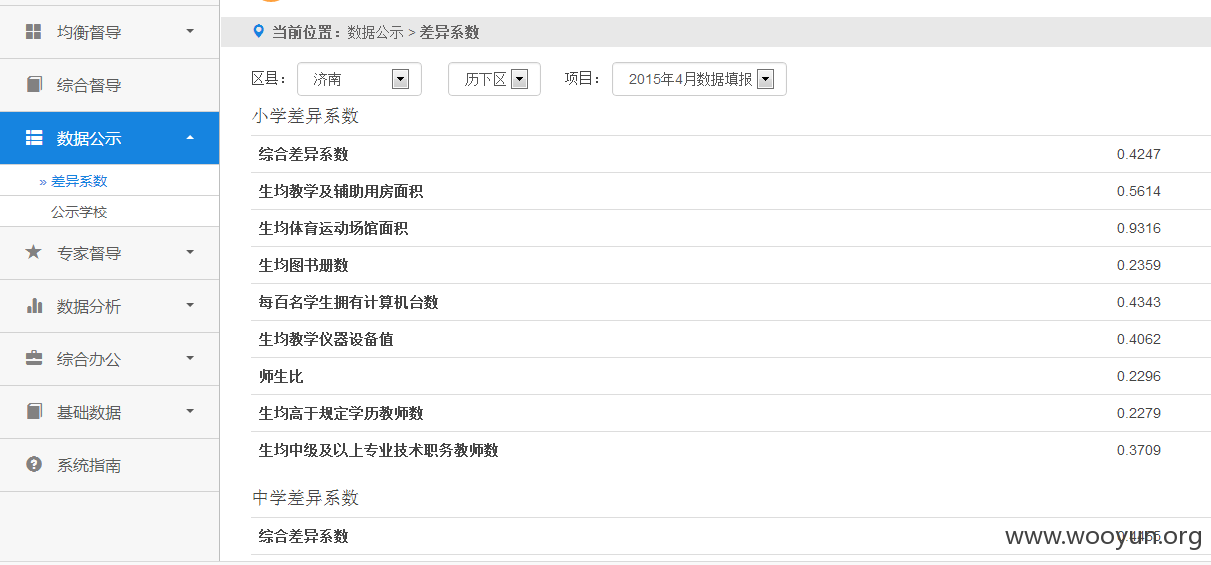 均衡督导
综合督导
数据公示
» 差异系数
公示学校
专家督导
数据分析
综合办公
基础数据
系统指南
当前位置：数据公示 > 差异系数
区县： 济南 历下区 项目： 2015年4月数据填报
小学差异系数
综合差异系数 0.4247
生均教学及辅助用房面积 0.5614
生均体育运动场馆面积 0.9316
生均图书册数 0.2359
每百名学生拥有计算机台数 0.4343
生均教学仪器设备值 0.4062
师生比 0.2296
生均高于规定学历教师数 0.2279
生均中级及以上专业技术职务教师数 0.3709
中学差异系数
综合差异系数
www.wooyun.org